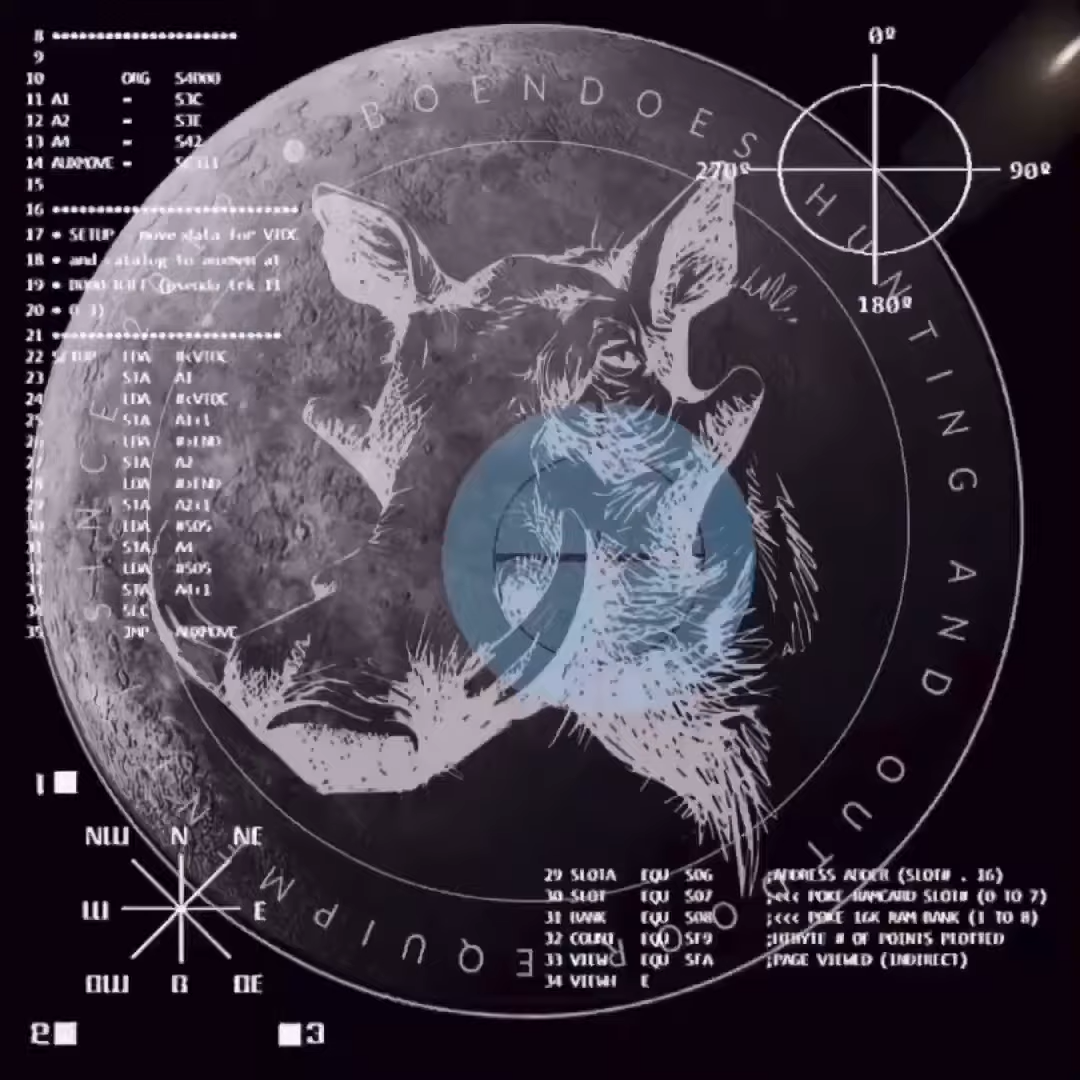 8 **********************
9
10 ORG $4000
11 A1 = $3C
12 A2 = $3E
13 A4 = $42
14 AUXMOVE =
15
16 **********************
17 * SETUP - move data for VTOC
18 * and catalog to auxmem at
19 *
20 *
21 **********************
22 SETUP LDA #<VTOC
23 STA A1
24 LDA #<VTOC
25 STA A1+1
26 LDA #>END
27 STA A2
28 LDA #>END
29 STA A2+1
30 LDA #$05
31 STA A4
32 LDA #$05
33 STA A4+1
34 SEC
35 JMP AUXMOVE
0º
270º
90º
180º
BOENDOES HUNTING AND OUTDOOR EQUIPMEN
SINCE
1
NW N NE
W E
2
3
29 SLOTA EQU $06 ;ADDRESS ADDER (SLOT# . 16)
30 SLOT EQU $07 ;<<< POKE RAMCARD SLOT# (0 TO 7)
31 BANK EQU $08 ;<<< POKE 16K RAM BANK (1 TO 8)
32 COUNT EQU $F9 ;HIBYTE # OF POINTS PLOTTED
33 VIEW EQU $FA ;PAGE VIEWED (INDIRECT)
34 VIEWH E